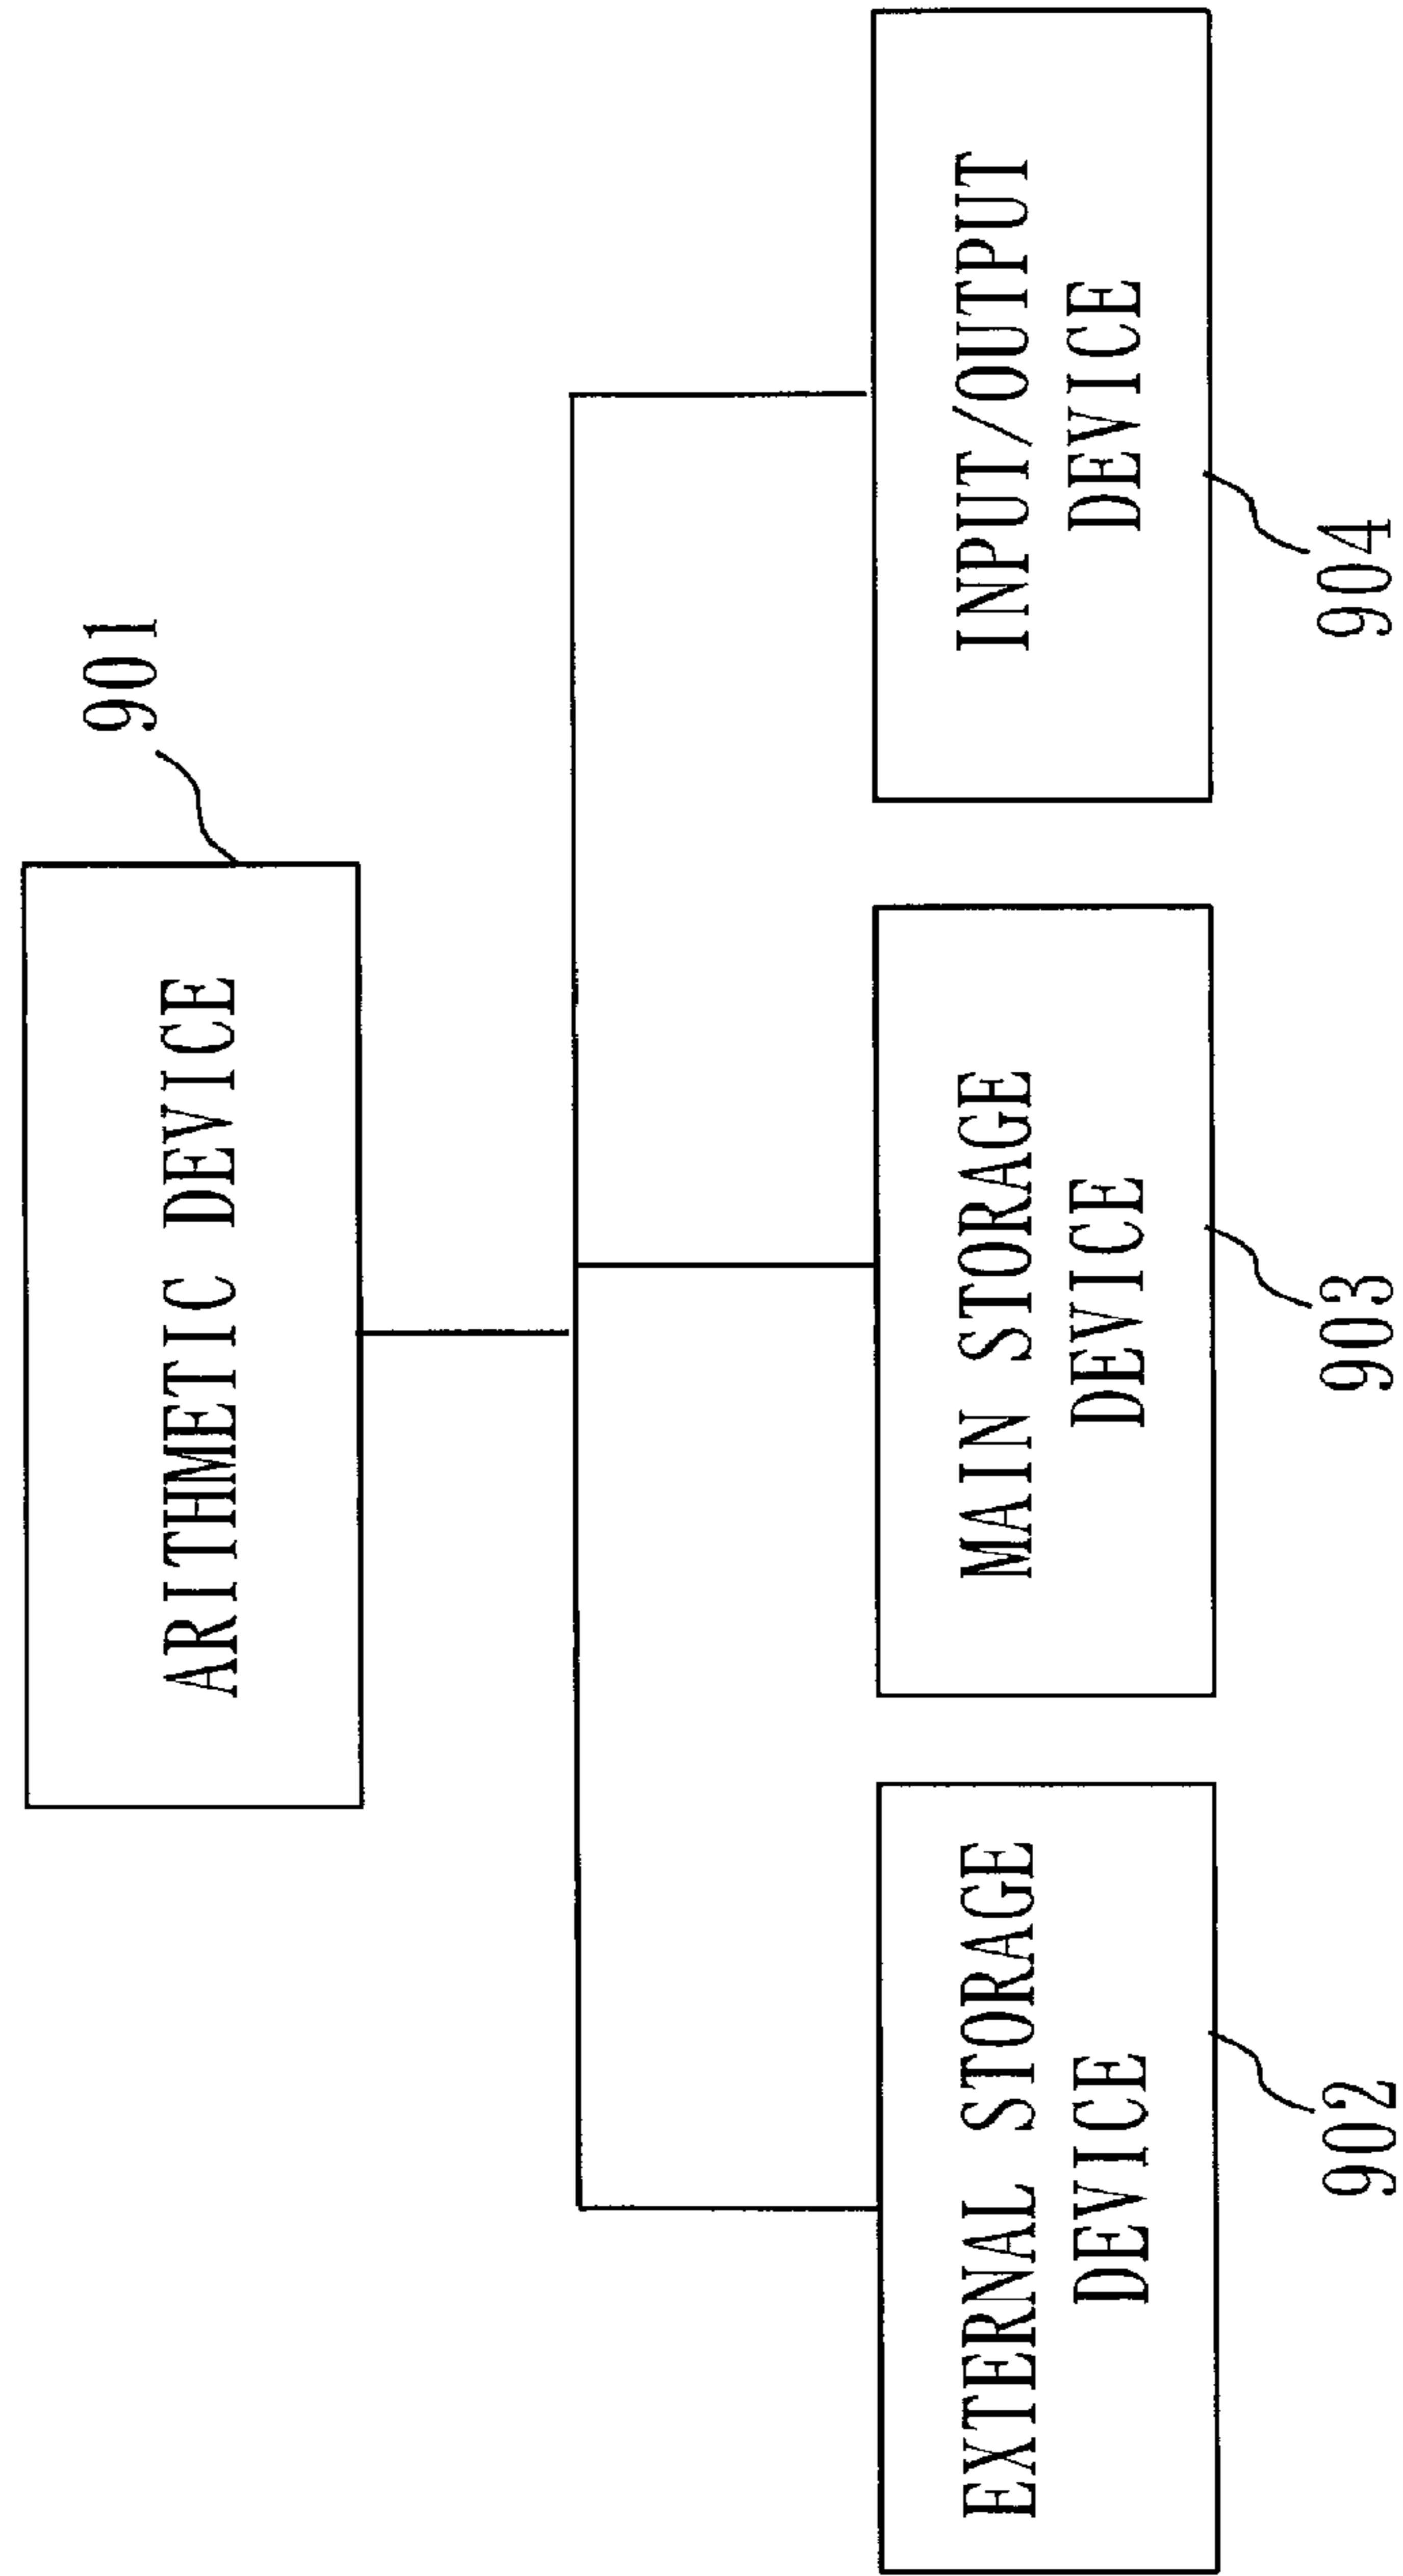 901
ARITHMETIC DEVICE
EXTERNAL STORAGE
DEVICE
902
MAIN STORAGE
DEVICE
903
INPUT/OUTPUT
DEVICE
904